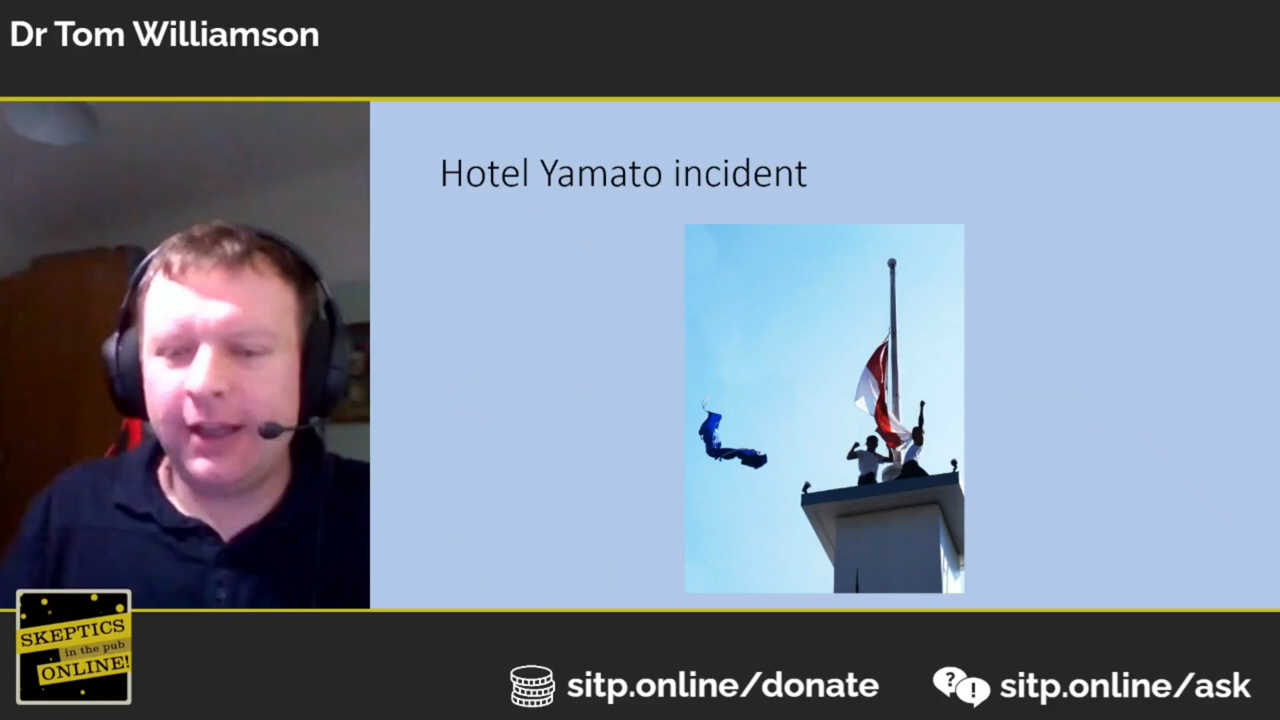 Dr Tom Williamson
Hotel Yamato incident
SKEPTICS
in the pub
ONLINE!
sitp.online/donate
? !
sitp.online/ask